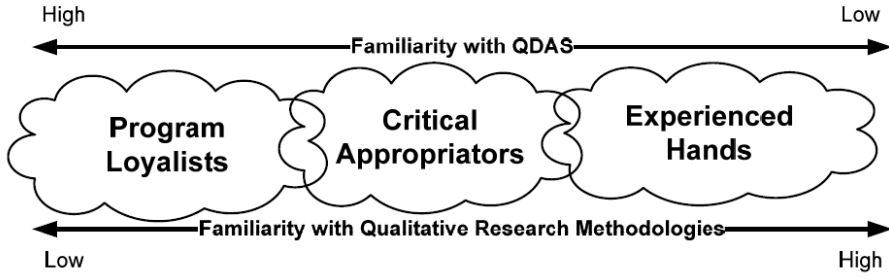 High Low
Familiarity with QDAS
Program
Loyalists
Critical
Appropriators
Experienced
Hands
Familiarity with Qualitative Research Methodologies
Low High